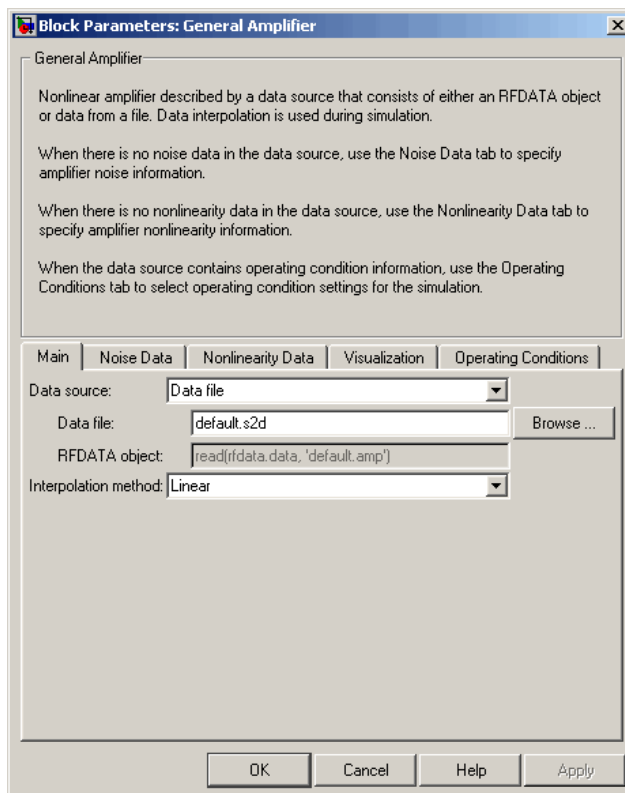 Block Parameters: General Amplifier
General Amplifier
Nonlinear amplifier described by a data source that consists of either an RFDATA object
or data from a file. Data interpolation is used during simulation.
When there is no noise data in the data source, use the Noise Data tab to specify
amplifier noise information.
When there is no nonlinearity data in the data source, use the Nonlinearity Data tab to
specify amplifier nonlinearity information.
When the data source contains operating condition information, use the Operating
Conditions tab to select operating condition settings for the simulation.
Main Noise Data Nonlinearity Data Visualization Operating Conditions
Data source: Data file
Data file: default.s2d Browse ...
RFDATA object: read(rfdata.data, 'default.amp')
Interpolation method: Linear
OK Cancel Help Apply